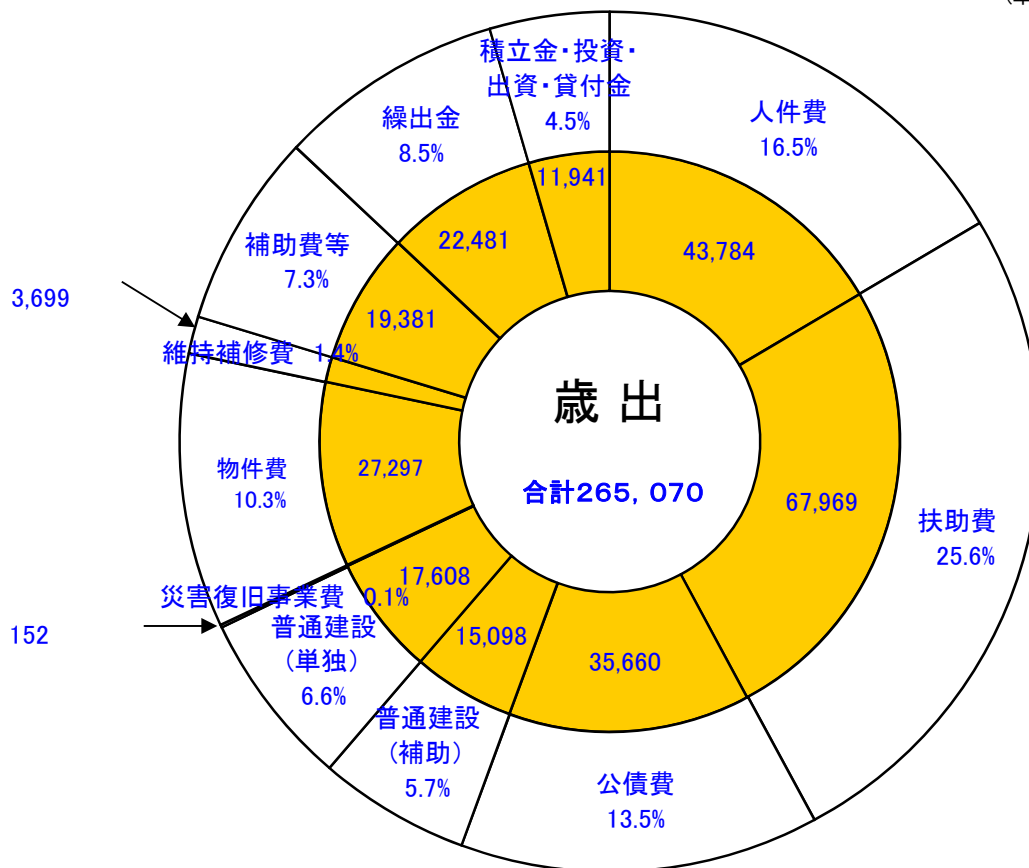 積立金・投資・
出資・貸付金
4.5%
11,941
人件費
16.5%
43,784
扶助費
25.6%
67,969
公債費
13.5%
35,660
普通建設
(補助)
5.7%
15,098
普通建設
(単独)
6.6%
17,608
災害復旧事業費 0.1%
152
物件費
10.3%
27,297
維持補修費 1.4%
3,699
補助費等
7.3%
19,381
繰出金
8.5%
22,481
歳出
合計265,070